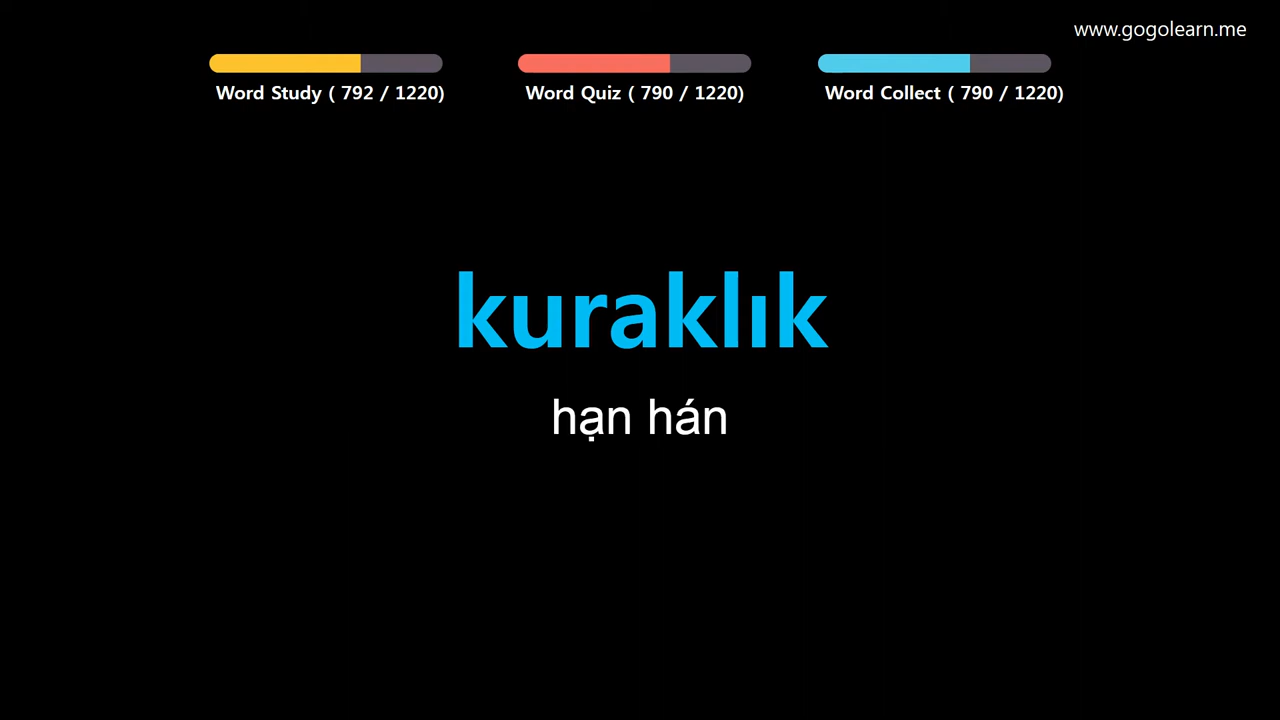 www.gogolearn.me
Word Study ( 792 / 1220)
Word Quiz ( 790 / 1220)
Word Collect ( 790 / 1220)
kuraklık
hạn hán